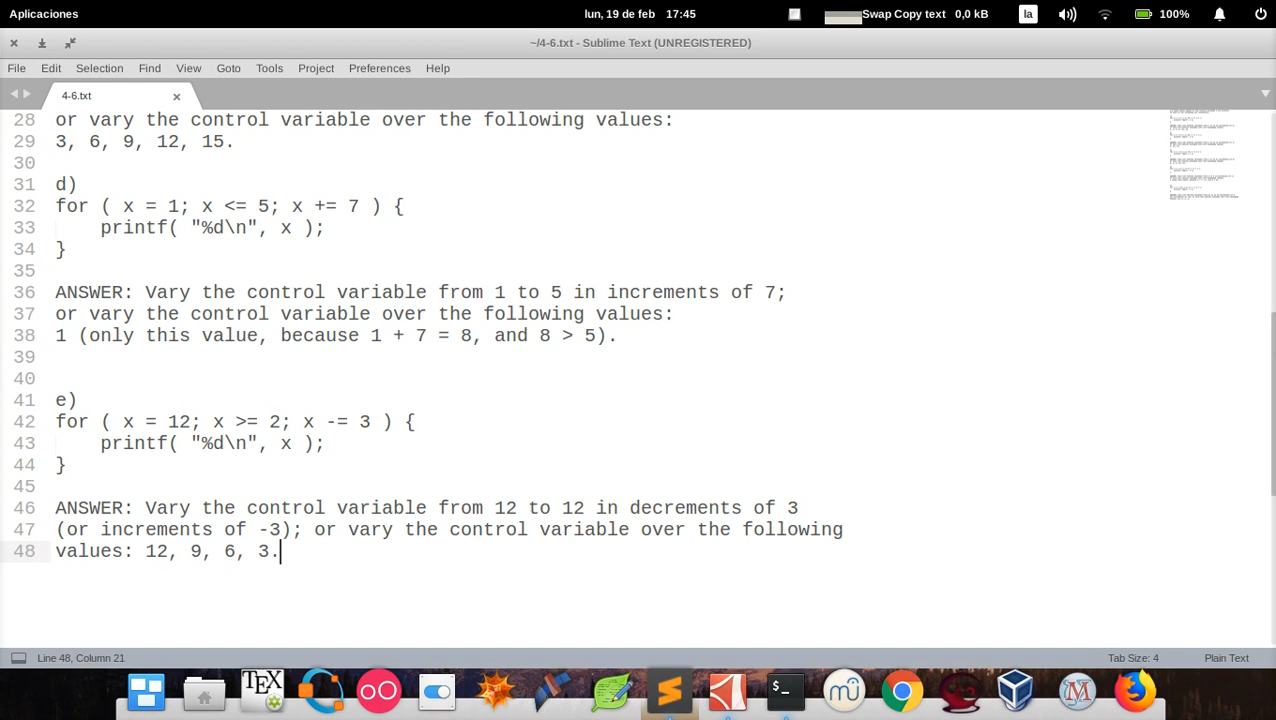 Aplicaciones lun, 19 de feb 17:45 Swap Copy text 0,0 kB la 100%
~/4-6.txt - Sublime Text (UNREGISTERED)
File Edit Selection Find View Goto Tools Project Preferences Help
4-6.txt
28 or vary the control variable over the following values:
29 3, 6, 9, 12, 15.
30
31 d)
32 for ( x = 1; x <= 5; x += 7 ) {
33     printf( "%d\n", x );
34 }
35
36 ANSWER: Vary the control variable from 1 to 5 in increments of 7;
37 or vary the control variable over the following values:
38 1 (only this value, because 1 + 7 = 8, and 8 > 5).
39
40
41 e)
42 for ( x = 12; x >= 2; x -= 3 ) {
43     printf( "%d\n", x );
44 }
45
46 ANSWER: Vary the control variable from 12 to 12 in decrements of 3
47 (or increments of -3); or vary the control variable over the following
48 values: 12, 9, 6, 3.
Line 48, Column 21 Tab Size: 4 Plain Text
TEX >_ mu M